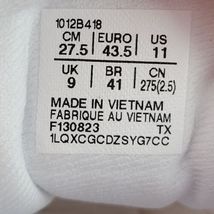 1012B418
CM EURO US
27.5 43.5 11
UK BR CN
9 41 275(2.5)
MADE IN VIETNAM
FABRIQUE AU VIETNAM
F130823 TX
1LQXCGCDZSYG7CC